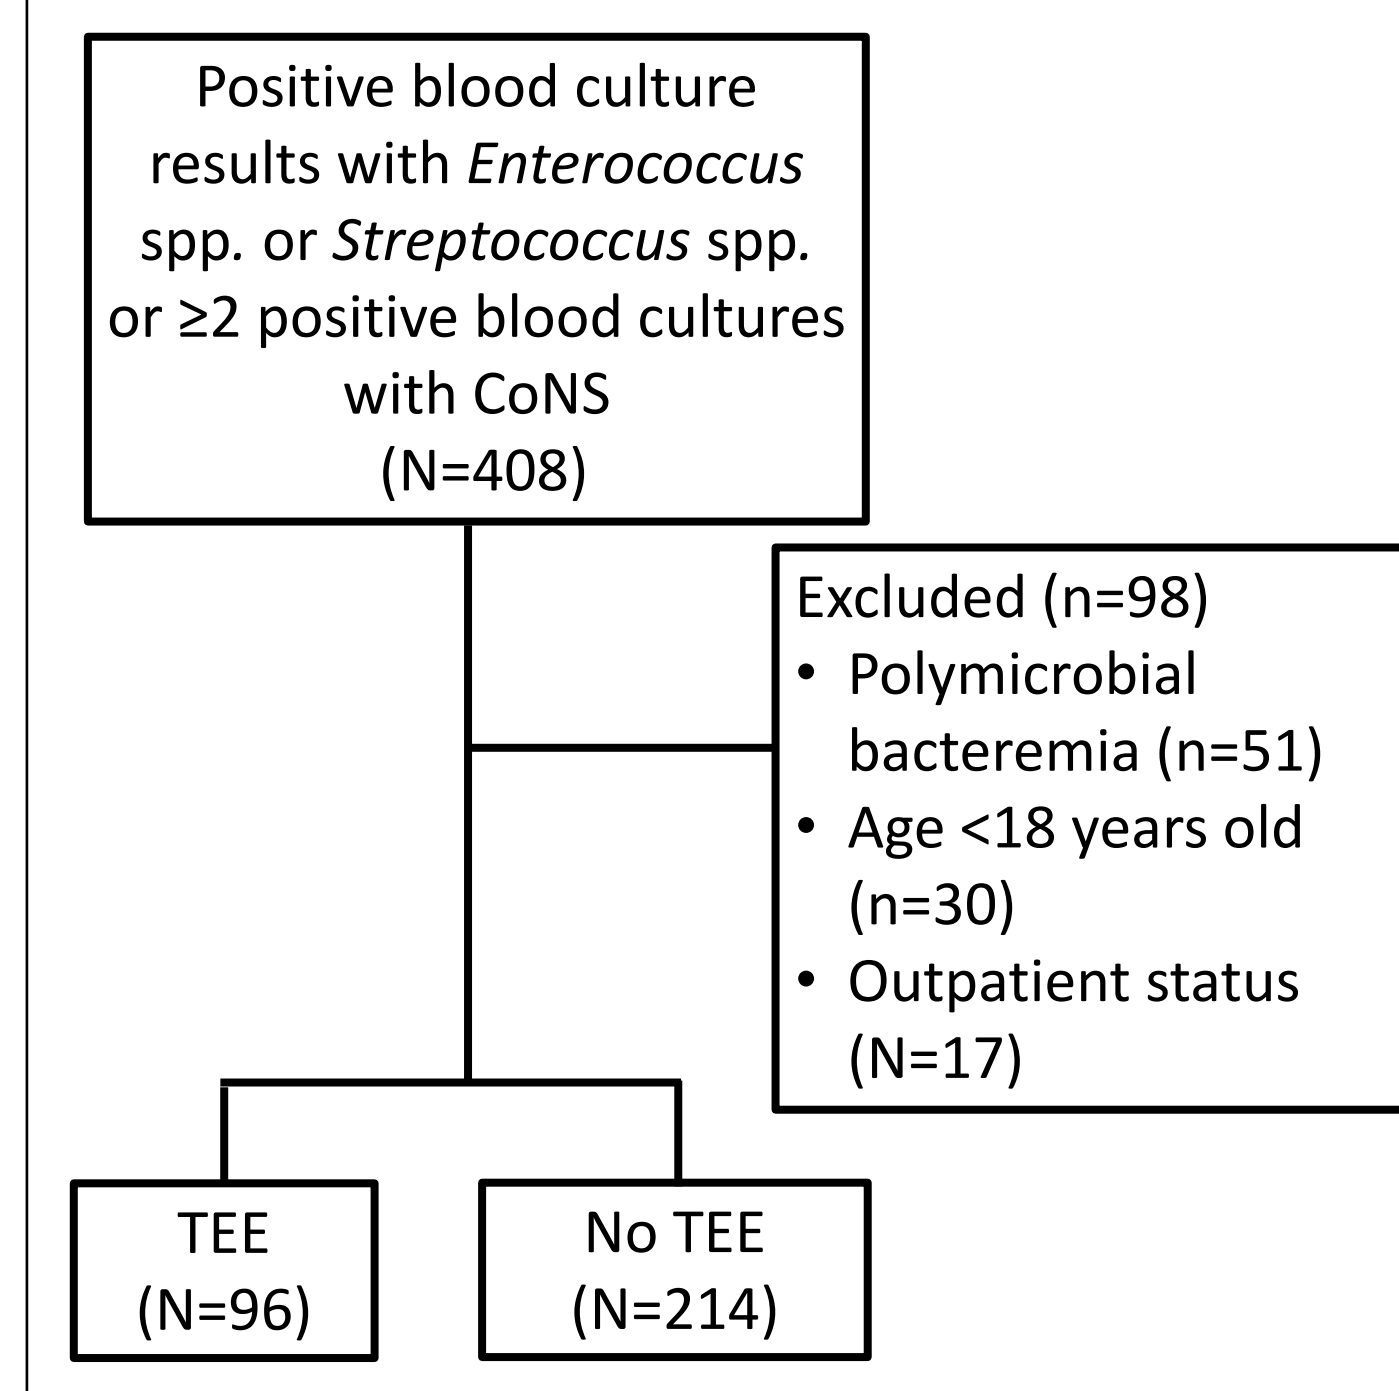 Positive blood culture
results with Enterococcus
spp. or Streptococcus spp.
or ≥2 positive blood cultures
with CoNS
(N=408)
Excluded (n=98)
• Polymicrobial
bacteremia (n=51)
• Age <18 years old
(n=30)
• Outpatient status
(N=17)
TEE
(N=96)
No TEE
(N=214)